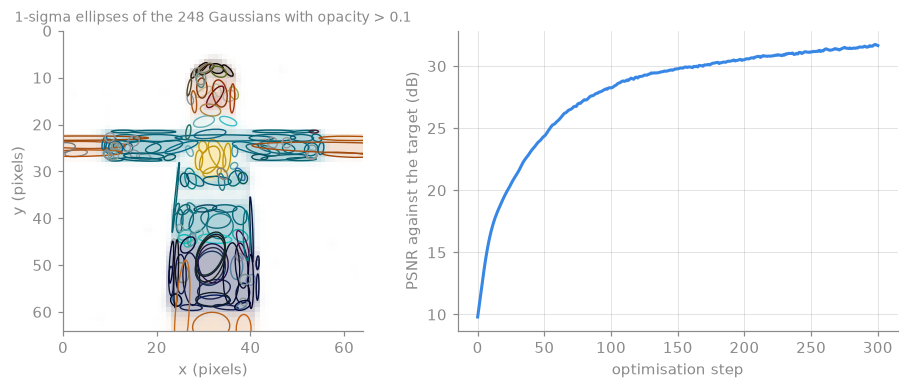 1-sigma ellipses of the 248 Gaussians with opacity > 0.1
0
10
20
30
40
50
60
y (pixels)
0 20 40 60
x (pixels)
30
25
20
15
10
PSNR against the target (dB)
0 50 100 150 200 250 300
optimisation step